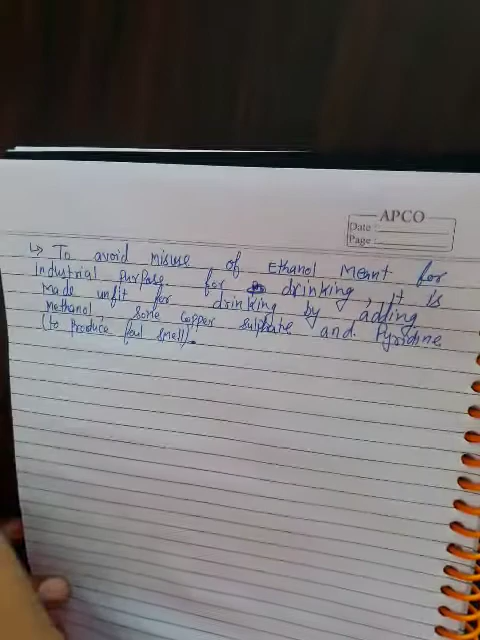 APCO
Date :
Page :
↳ To avoid misuse of Ethanol Meant for
Industrial Purpose for drinking, it is
Made unfit for drinking by adding
Methanol, some copper sulphate and Pyridine
(to produce foul smell).